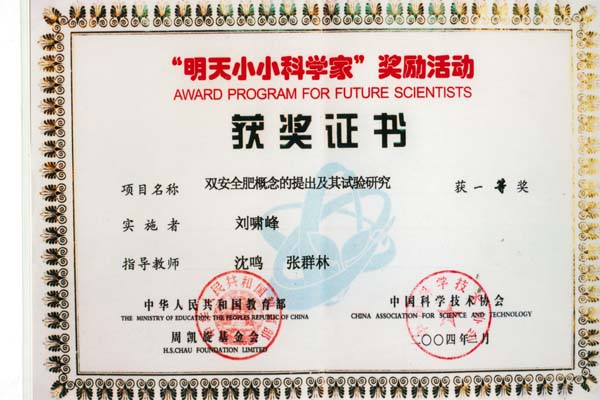 “明天小小科学家”奖励活动
AWARD PROGRAM FOR FUTURE SCIENTISTS
获奖证书
项目名称 双安全肥概念的提出及其试验研究 获一等奖
实施者 刘啸峰
指导教师 沈鸣 张群林
中华人民共和国教育部 中国科学技术协会
THE MINISTRY OF EDUCATION, THE PEOPLES REPUBLIC OF CHINA CHINA ASSOCIATION FOR SCIENCE AND TECHNOLOGY
周凯旋基金会 二〇〇四年二月
H.S.CHAU FOUNDATION LIMITED